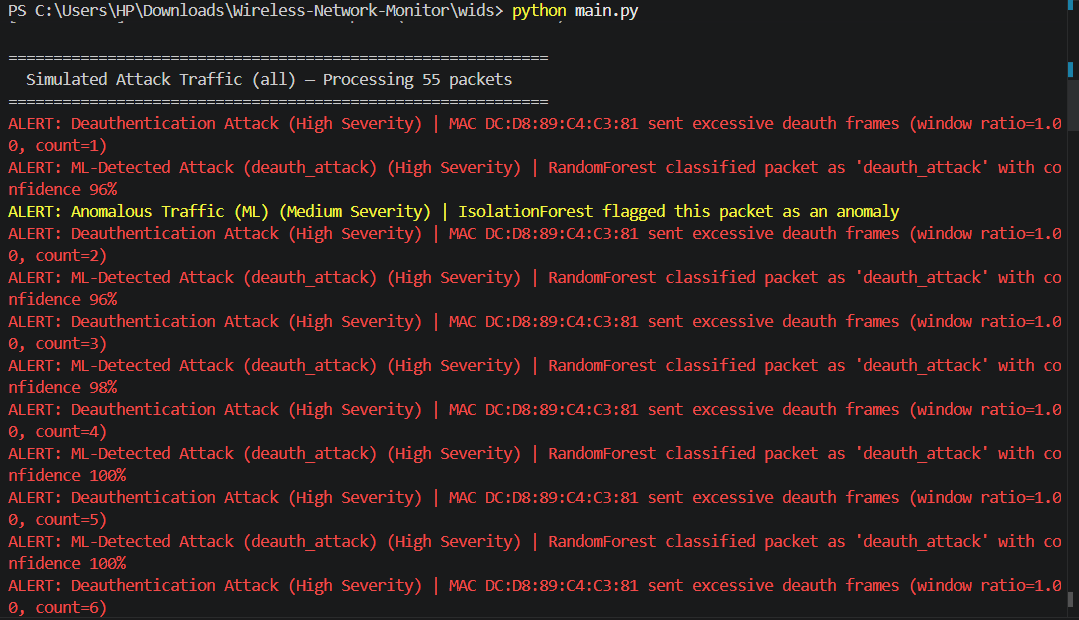 PS C:\Users\HP\Downloads\Wireless-Network-Monitor\wids> python main.py
============================================================
Simulated Attack Traffic (all) — Processing 55 packets
============================================================
ALERT: Deauthentication Attack (High Severity) | MAC DC:D8:89:C4:C3:81 sent excessive deauth frames (window ratio=1.0
0, count=1)
ALERT: ML-Detected Attack (deauth_attack) (High Severity) | RandomForest classified packet as 'deauth_attack' with co
nfidence 96%
ALERT: Anomalous Traffic (ML) (Medium Severity) | IsolationForest flagged this packet as an anomaly
ALERT: Deauthentication Attack (High Severity) | MAC DC:D8:89:C4:C3:81 sent excessive deauth frames (window ratio=1.0
0, count=2)
ALERT: ML-Detected Attack (deauth_attack) (High Severity) | RandomForest classified packet as 'deauth_attack' with co
nfidence 96%
ALERT: Deauthentication Attack (High Severity) | MAC DC:D8:89:C4:C3:81 sent excessive deauth frames (window ratio=1.0
0, count=3)
ALERT: ML-Detected Attack (deauth_attack) (High Severity) | RandomForest classified packet as 'deauth_attack' with co
nfidence 98%
ALERT: Deauthentication Attack (High Severity) | MAC DC:D8:89:C4:C3:81 sent excessive deauth frames (window ratio=1.0
0, count=4)
ALERT: ML-Detected Attack (deauth_attack) (High Severity) | RandomForest classified packet as 'deauth_attack' with co
nfidence 100%
ALERT: Deauthentication Attack (High Severity) | MAC DC:D8:89:C4:C3:81 sent excessive deauth frames (window ratio=1.0
0, count=5)
ALERT: ML-Detected Attack (deauth_attack) (High Severity) | RandomForest classified packet as 'deauth_attack' with co
nfidence 100%
ALERT: Deauthentication Attack (High Severity) | MAC DC:D8:89:C4:C3:81 sent excessive deauth frames (window ratio=1.0
0, count=6)